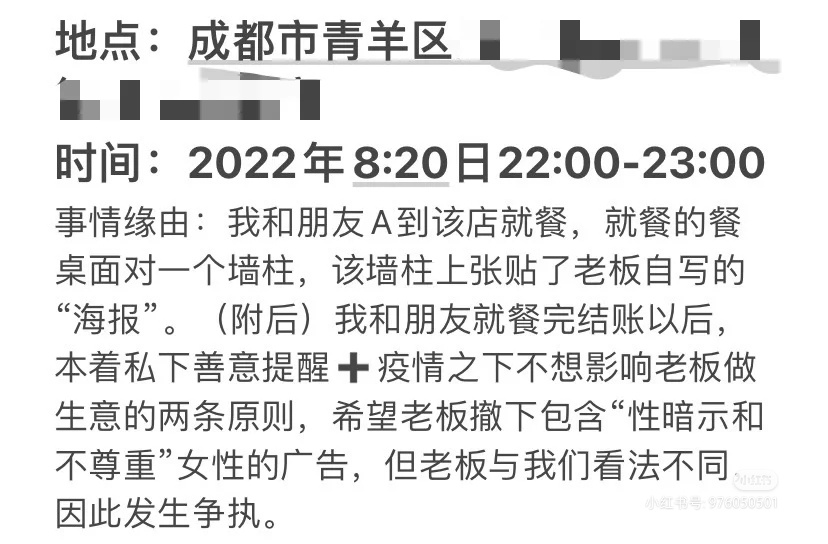 地点：成都市青羊区
时间：2022年8:20日22:00-23:00
事情缘由：我和朋友A到该店就餐，就餐的餐
桌面对一个墙柱，该墙柱上张贴了老板自写的
“海报”。（附后）我和朋友就餐完结账以后，
本着私下善意提醒➕疫情之下不想影响老板做
生意的两条原则，希望老板撤下包含“性暗示和
不尊重”女性的广告，但老板与我们看法不同，
因此发生争执。
小红书号: 978050501